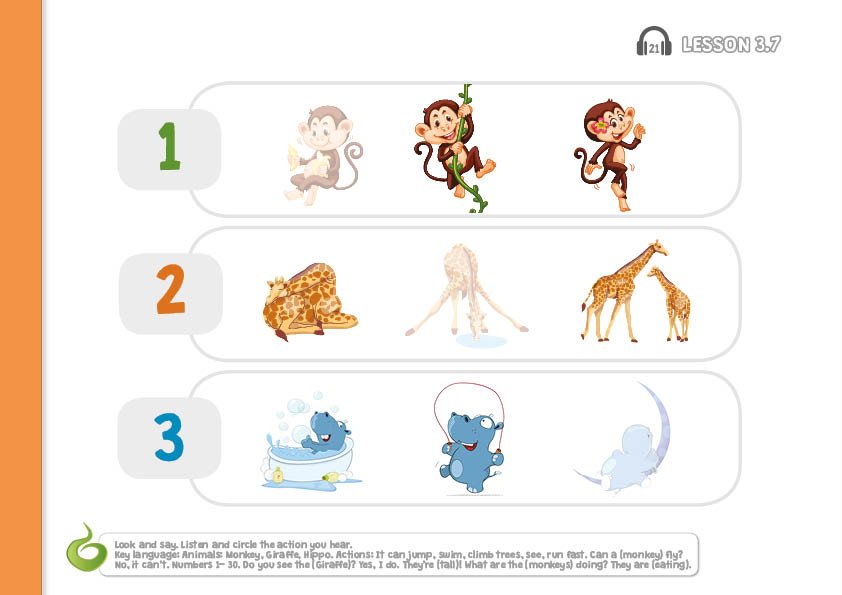 21 LESSON 3.7
1
2
3
Look and say. Listen and circle the action you hear.
Key language: Animals: Monkey, Giraffe, Hippo. Actions: It can jump, swim, climb trees, see, run fast. Can a (monkey) fly?
No, it can't. Numbers 1- 30. Do you see the (Giraffe)? Yes, I do. They're (tall)! What are the (monkeys) doing? They are (eating).